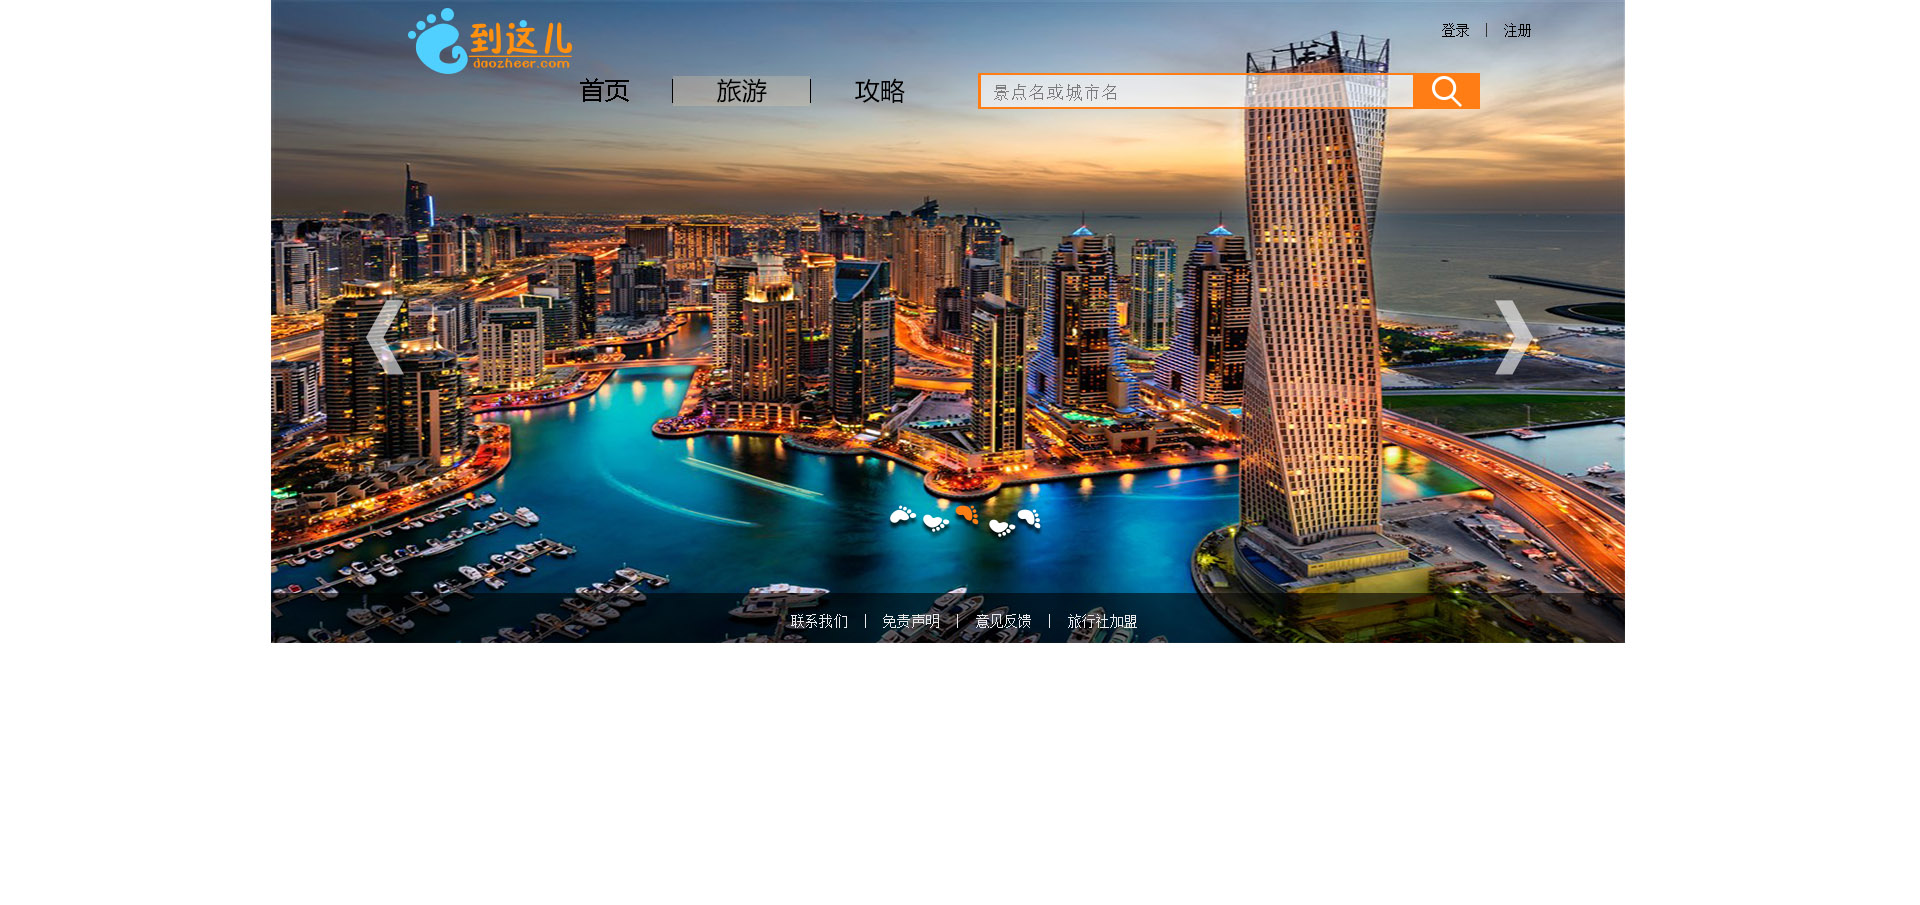 到这儿
daozheer.com
登录 | 注册
首页 | 旅游 | 攻略
景点名或城市名
联系我们 | 免责声明 | 意见反馈 | 旅行社加盟